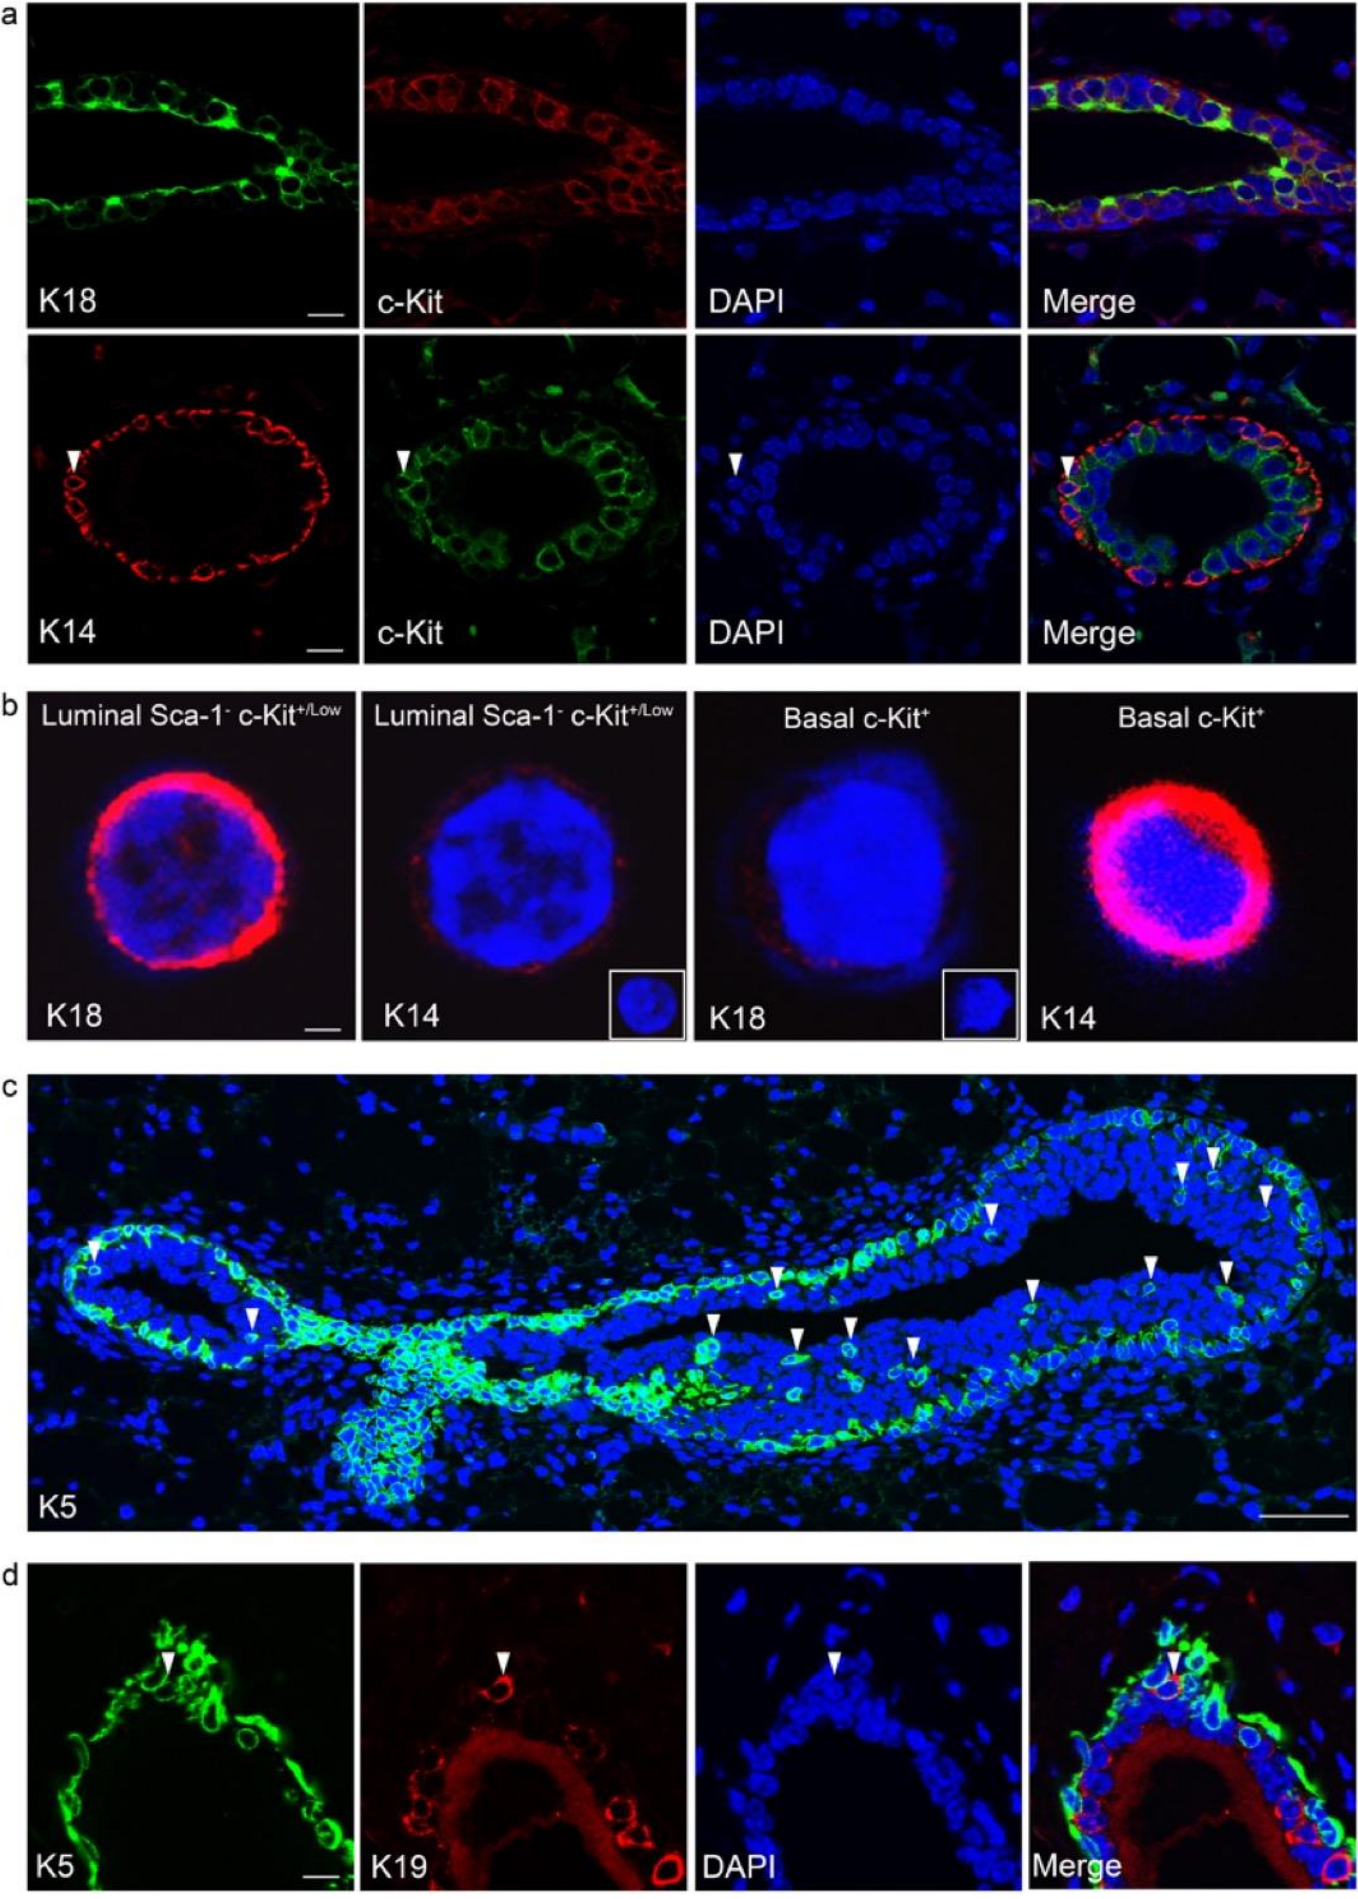 a
K18
c-Kit
DAPI
Merge
K14
c-Kit
DAPI
Merge
b
Luminal Sca-1⁻ c-Kit⁺/ᴸᵒʷ
Luminal Sca-1⁻ c-Kit⁺/ᴸᵒʷ
Basal c-Kit⁺
Basal c-Kit⁺
K18
K14
K18
K14
c
K5
d
K5
K19
DAPI
Merge